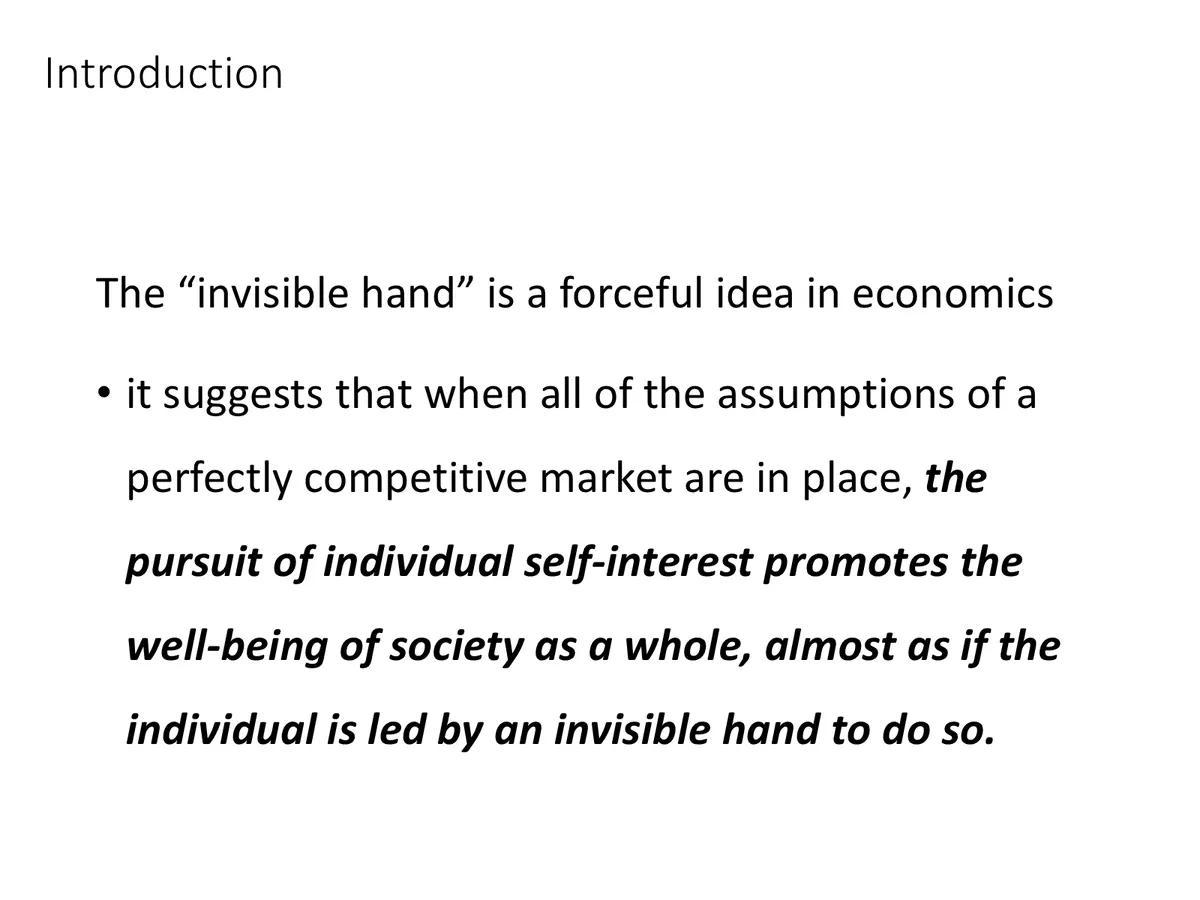 Introduction
The “invisible hand” is a forceful idea in economics
• it suggests that when all of the assumptions of a
perfectly competitive market are in place, the
pursuit of individual self-interest promotes the
well-being of society as a whole, almost as if the
individual is led by an invisible hand to do so.